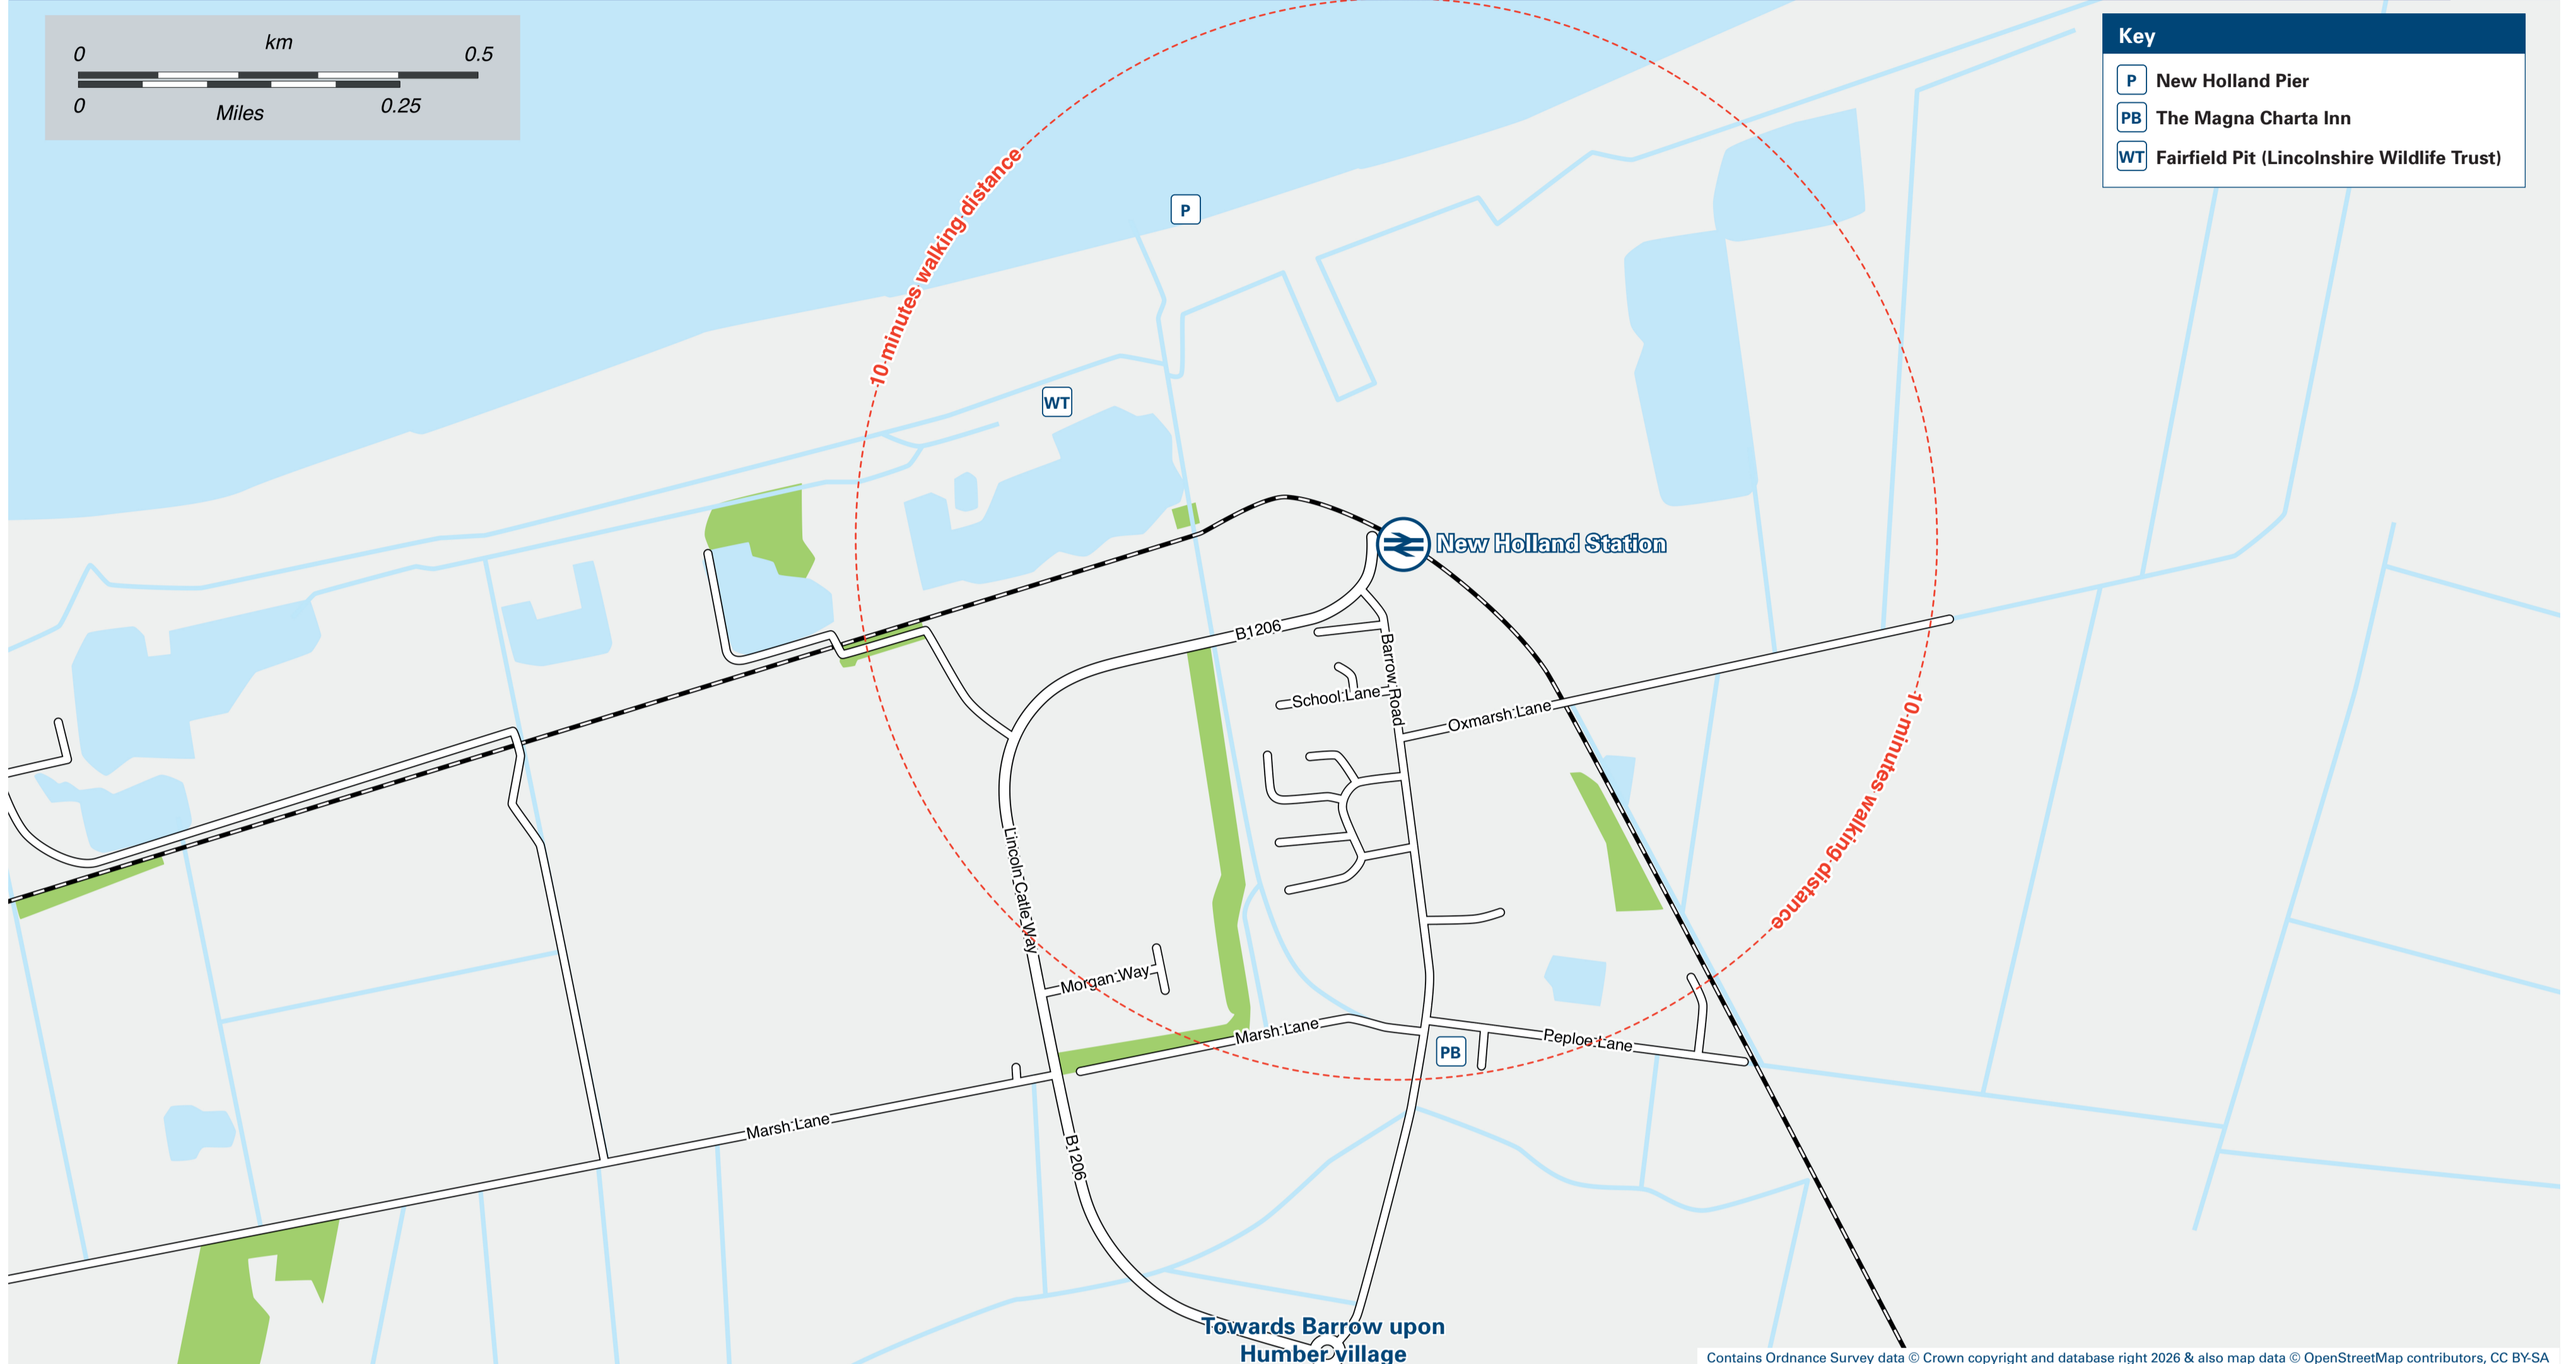 km
0 0.5
0 0.25
Miles
Key
P New Holland Pier
PB The Magna Charta Inn
WT Fairfield Pit (Lincolnshire Wildlife Trust)
10 minutes walking distance
P
WT
New Holland Station
B1206
Barrow Road
School Lane
Oxmarsh Lane
10 minutes walking distance
Lincoln Catle Way
Morgan Way
Marsh Lane
Peploe Lane
PB
Marsh Lane
B1206
Towards Barrow upon
Humber village
Contains Ordnance Survey data © Crown copyright and database right 2026 & also map data © OpenStreetMap contributors, CC BY-SA